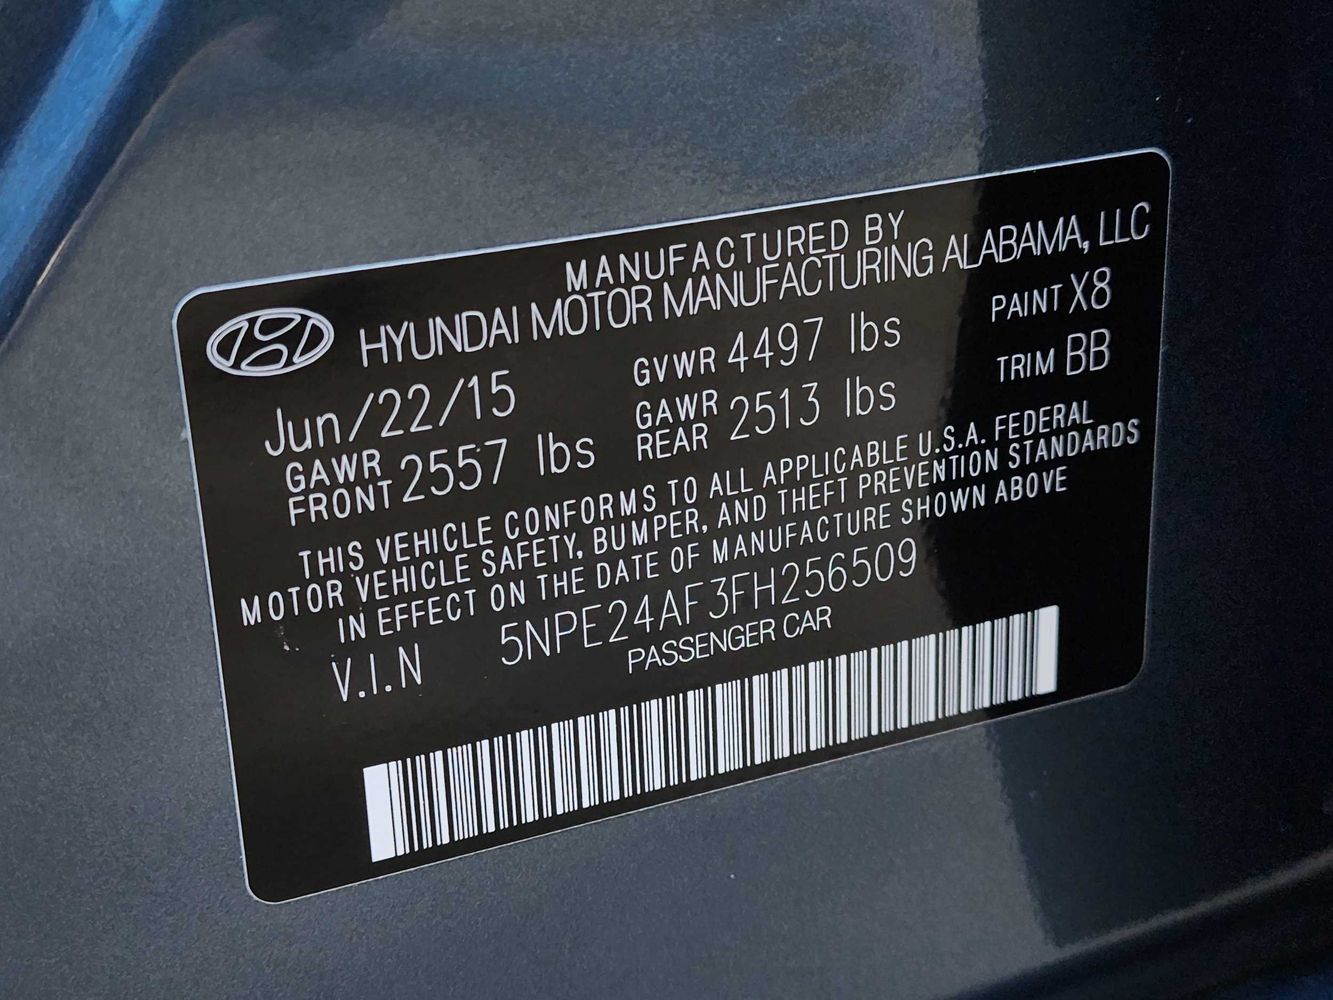 MANUFACTURED BY
HYUNDAI MOTOR MANUFACTURING ALABAMA, LLC
Jun/22/15 GVWR 4497 lbs PAINT X8
GAWR FRONT 2557 lbs GAWR REAR 2513 lbs TRIM BB
THIS VEHICLE CONFORMS TO ALL APPLICABLE U.S.A. FEDERAL
MOTOR VEHICLE SAFETY, BUMPER, AND THEFT PREVENTION STANDARDS
IN EFFECT ON THE DATE OF MANUFACTURE SHOWN ABOVE
V.I.N 5NPE24AF3FH256509
PASSENGER CAR